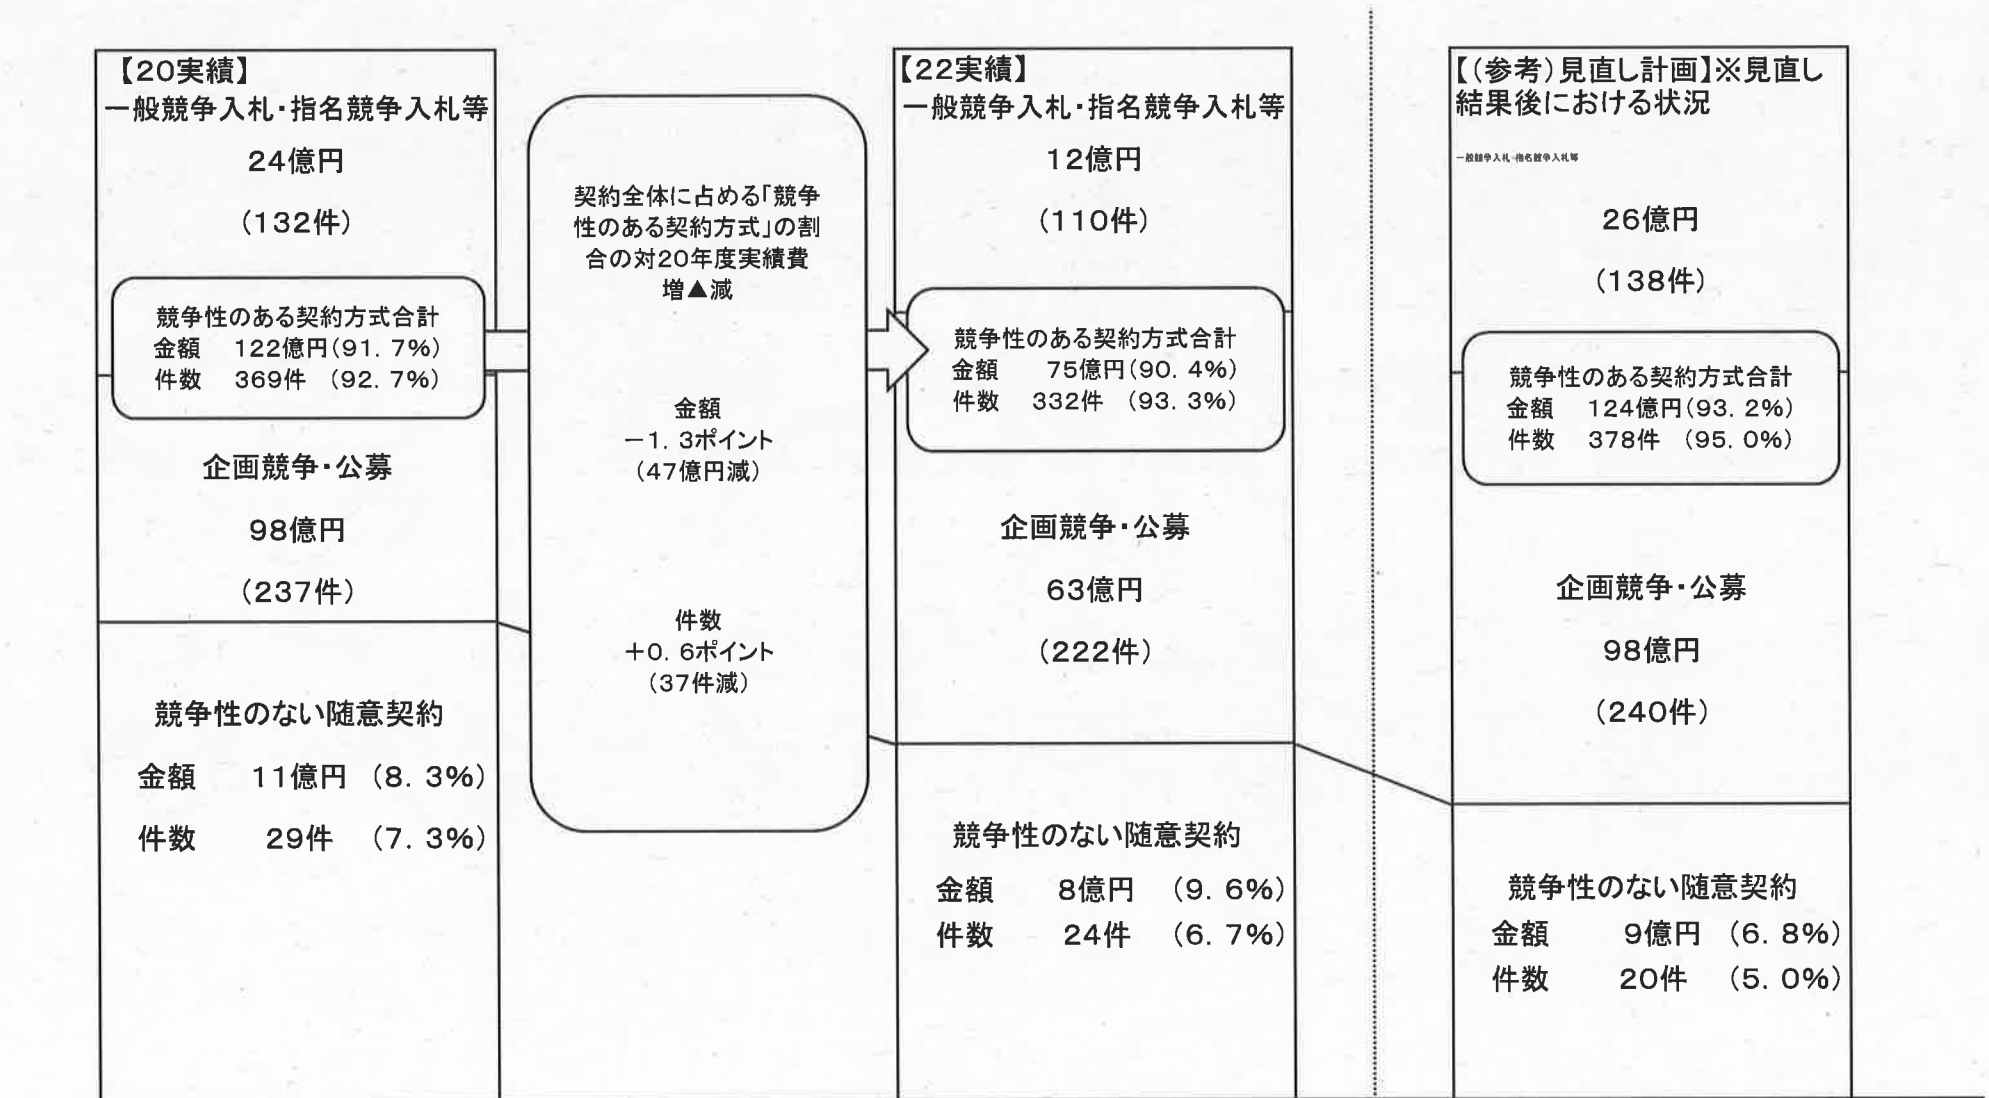 【20実績】
一般競争入札・指名競争入札等
24億円
(132件)
競争性のある契約方式合計
金額 122億円(91.7%)
件数 369件 (92.7%)
企画競争・公募
98億円
(237件)
競争性のない随意契約
金額 11億円 (8.3%)
件数 29件 (7.3%)
契約全体に占める「競争
性のある契約方式」の割
合の対20年度実績費
増▲減
金額
－1.3ポイント
(47億円減)
件数
＋0.6ポイント
(37件減)
【22実績】
一般競争入札・指名競争入札等
12億円
(110件)
競争性のある契約方式合計
金額 75億円(90.4%)
件数 332件 (93.3%)
企画競争・公募
63億円
(222件)
競争性のない随意契約
金額 8億円 (9.6%)
件数 24件 (6.7%)
【(参考)見直し計画】※見直し
結果後における状況
一般競争入札・指名競争入札等
26億円
(138件)
競争性のある契約方式合計
金額 124億円(93.2%)
件数 378件 (95.0%)
企画競争・公募
98億円
(240件)
競争性のない随意契約
金額 9億円 (6.8%)
件数 20件 (5.0%)